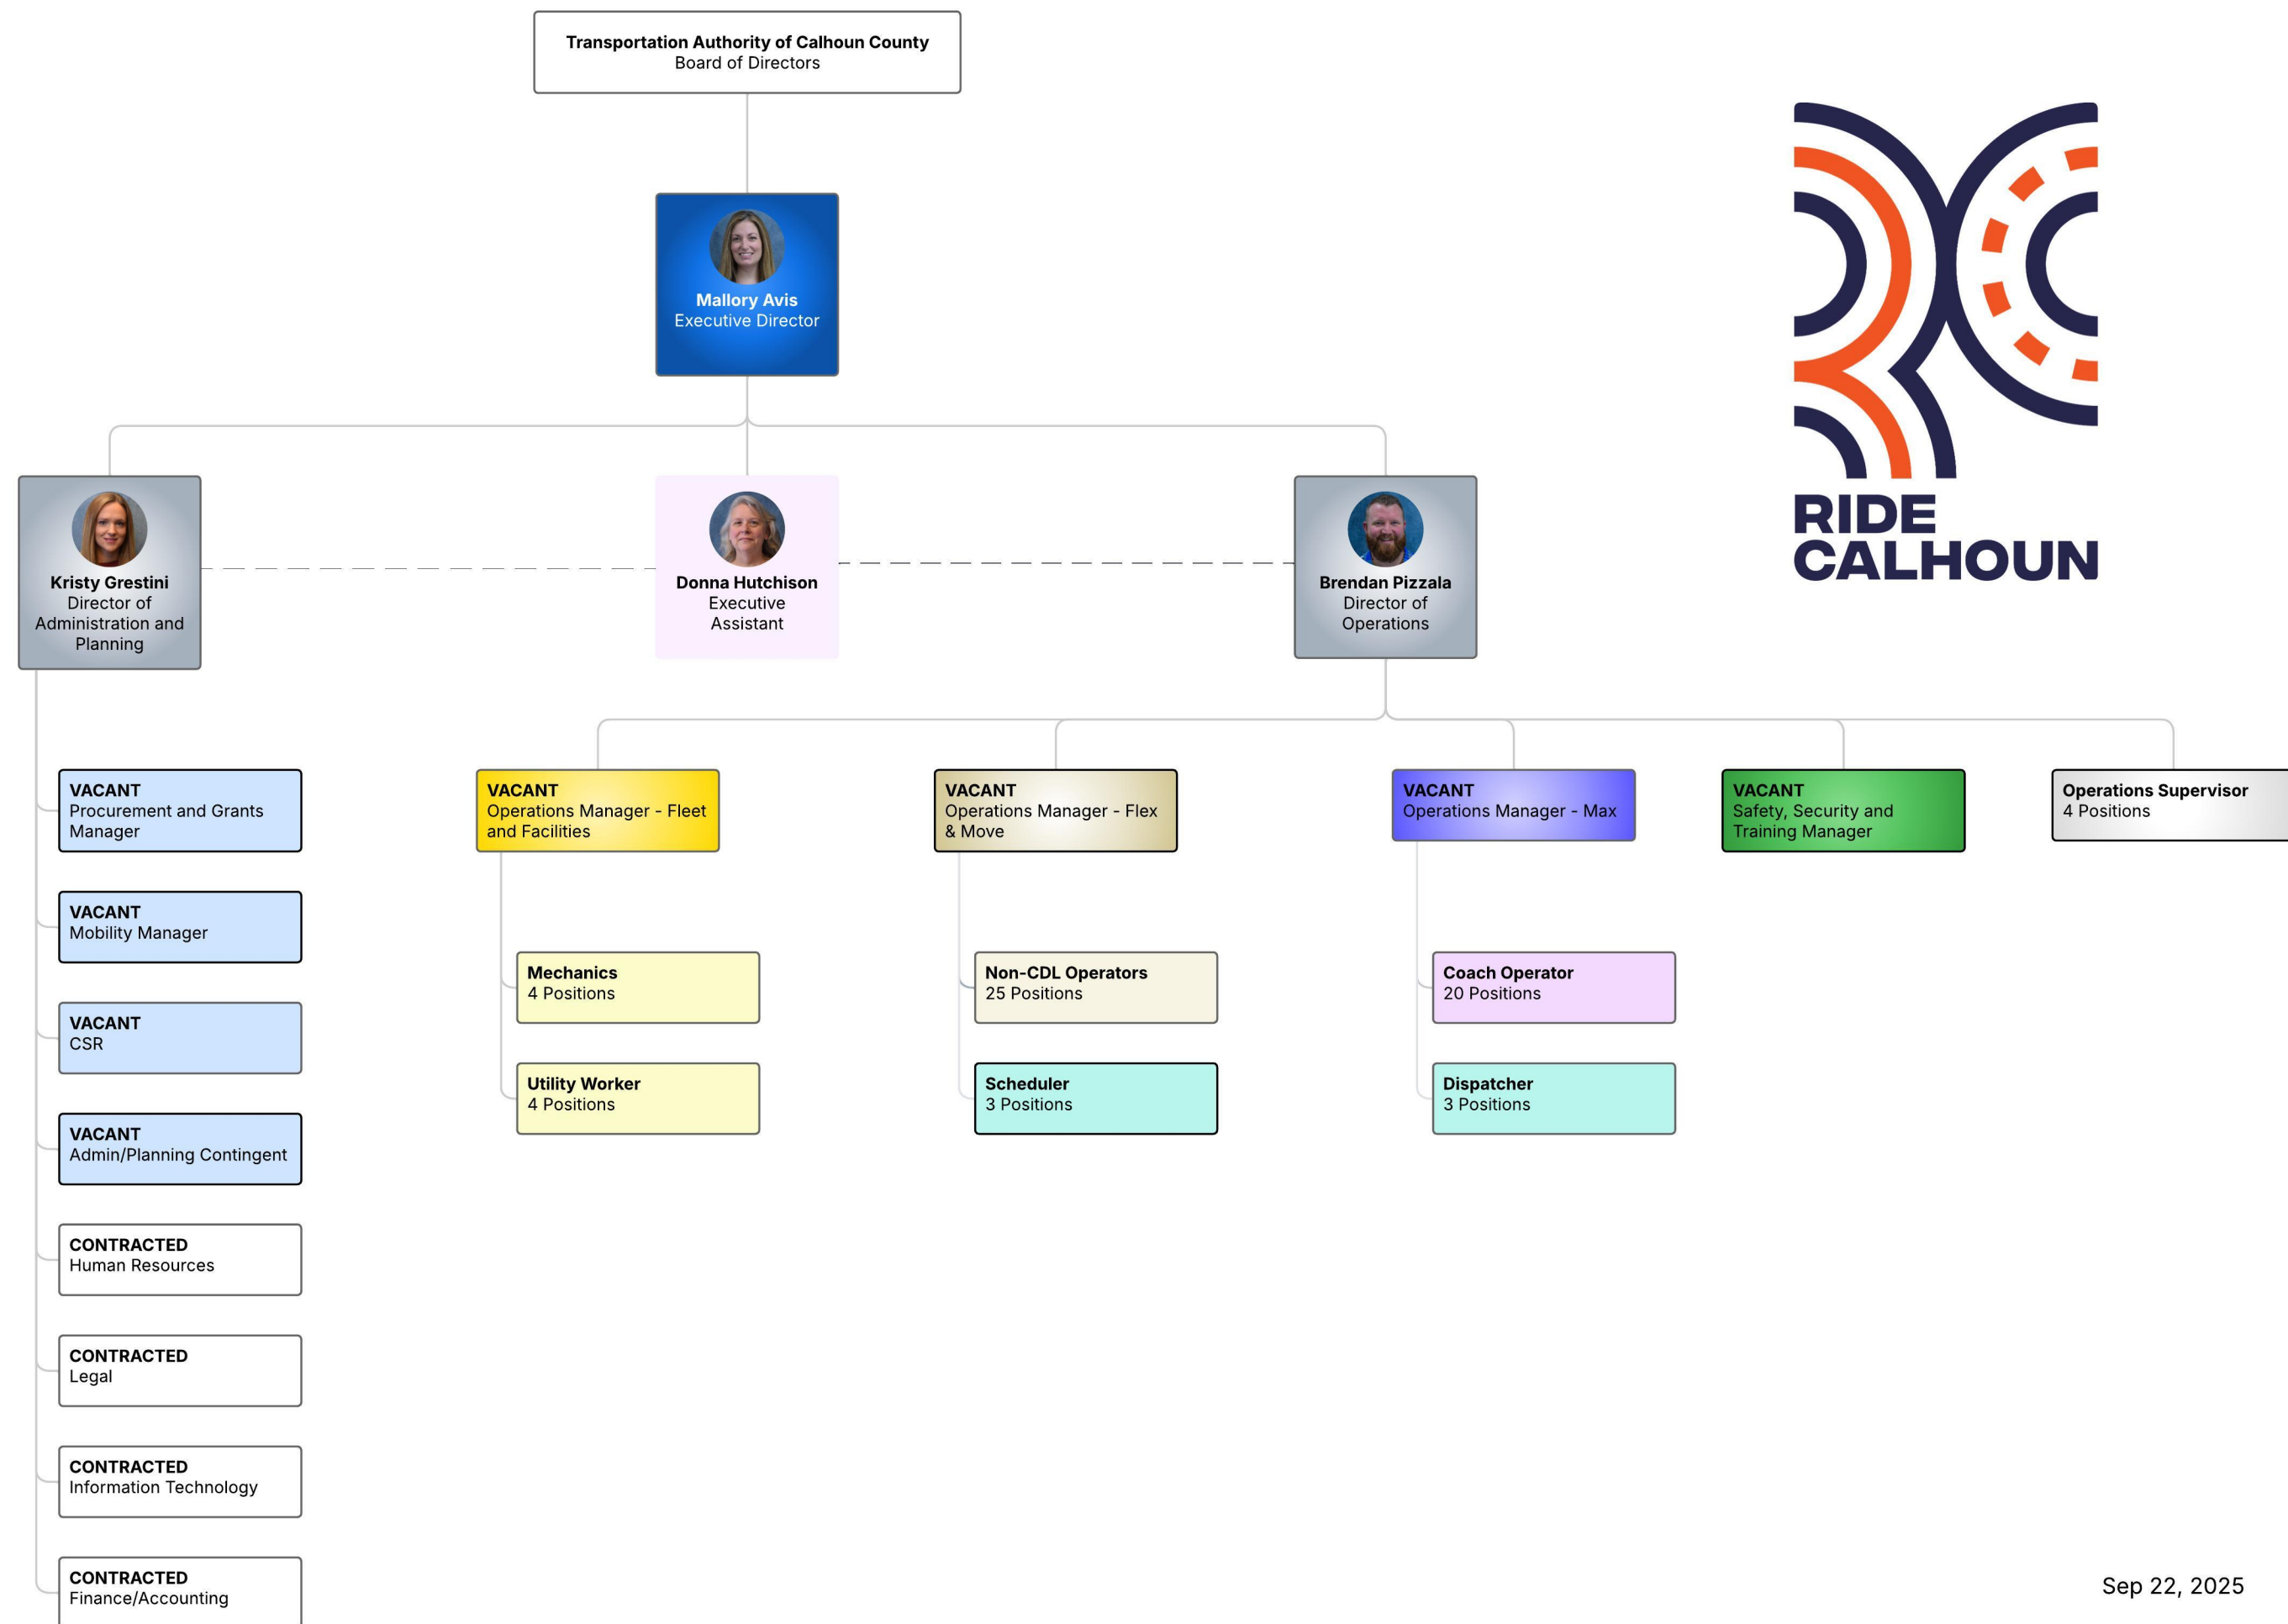 Transportation Authority of Calhoun County
Board of Directors
Mallory Avis
Executive Director
RIDE
CALHOUN
Kristy Grestini
Director of
Administration and
Planning
Donna Hutchison
Executive
Assistant
Brendan Pizzala
Director of
Operations
VACANT
Procurement and Grants
Manager
VACANT
Mobility Manager
VACANT
CSR
VACANT
Admin/Planning Contingent
CONTRACTED
Human Resources
CONTRACTED
Legal
CONTRACTED
Information Technology
CONTRACTED
Finance/Accounting
VACANT
Operations Manager - Fleet
and Facilities
Mechanics
4 Positions
Utility Worker
4 Positions
VACANT
Operations Manager - Flex
& Move
Non-CDL Operators
25 Positions
Scheduler
3 Positions
VACANT
Operations Manager - Max
Coach Operator
20 Positions
Dispatcher
3 Positions
VACANT
Safety, Security and
Training Manager
Operations Supervisor
4 Positions
Sep 22, 2025